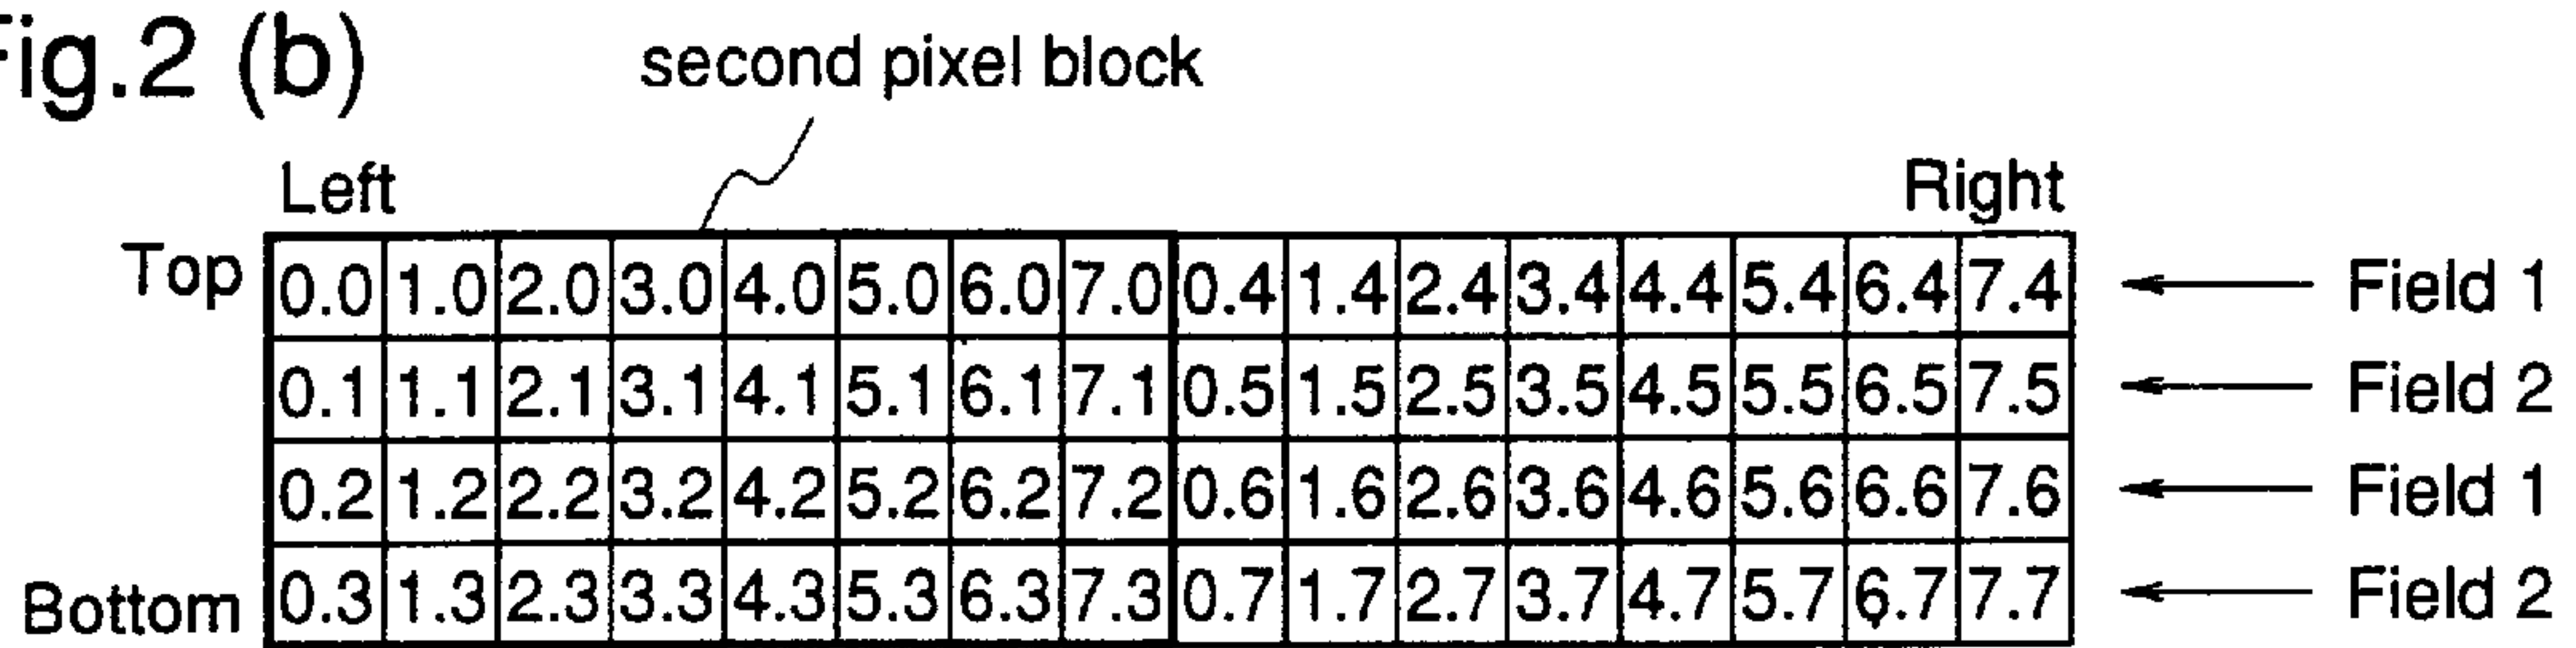 Fig.2 (b)
second pixel block
Left Right
Top 0.0 1.0 2.0 3.0 4.0 5.0 6.0 7.0 0.4 1.4 2.4 3.4 4.4 5.4 6.4 7.4 Field 1
0.1 1.1 2.1 3.1 4.1 5.1 6.1 7.1 0.5 1.5 2.5 3.5 4.5 5.5 6.5 7.5 Field 2
0.2 1.2 2.2 3.2 4.2 5.2 6.2 7.2 0.6 1.6 2.6 3.6 4.6 5.6 6.6 7.6 Field 1
Bottom 0.3 1.3 2.3 3.3 4.3 5.3 6.3 7.3 0.7 1.7 2.7 3.7 4.7 5.7 6.7 7.7 Field 2